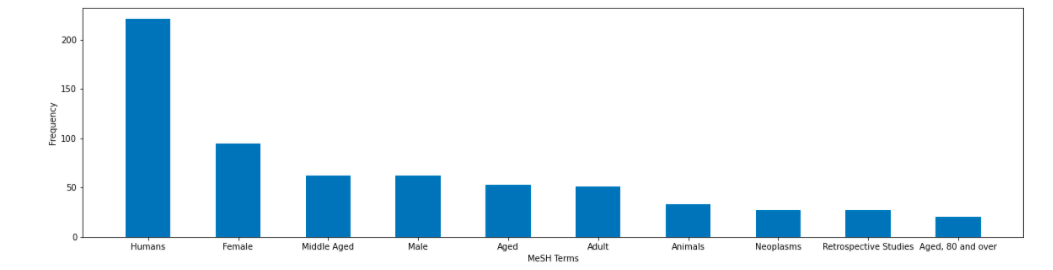 200
150
100
50
0
Frequency
Humans Female Middle Aged Male Aged Adult Animals Neoplasms Retrospective Studies Aged, 80 and over
MeSH Terms